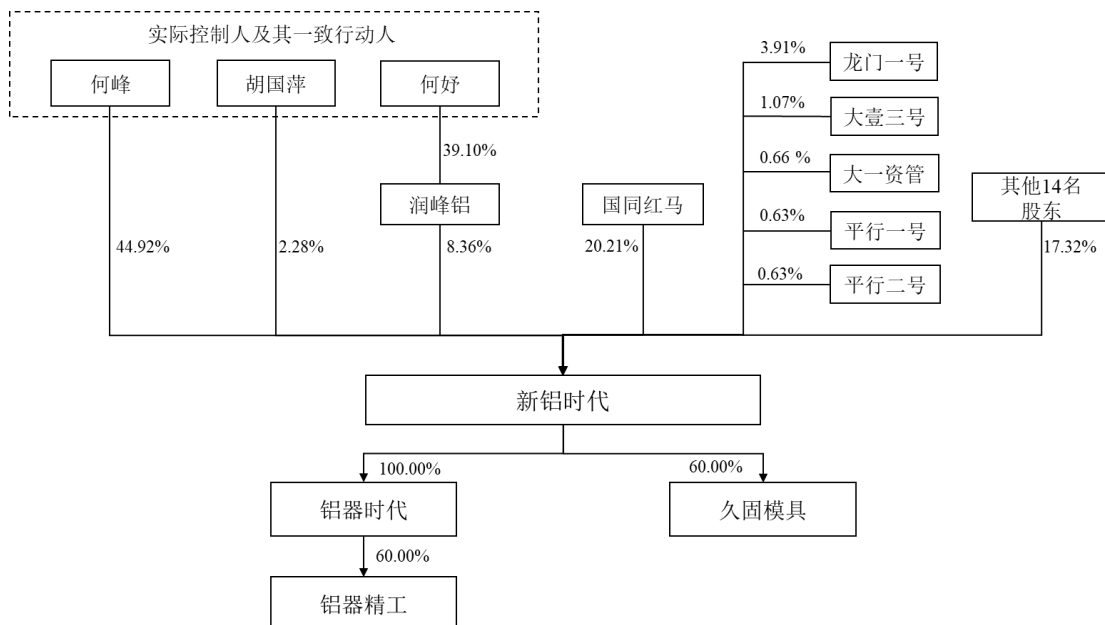 实际控制人及其一致行动人
何峰
胡国萍
何妤
39.10%
润峰铝
国同红马
44.92%
2.28%
8.36%
20.21%
3.91%
龙门一号
1.07%
大壹三号
0.66 %
大一资管
0.63%
平行一号
0.63%
平行二号
其他14名
股东
17.32%
新铝时代
100.00%
60.00%
铝器时代
久固模具
60.00%
铝器精工